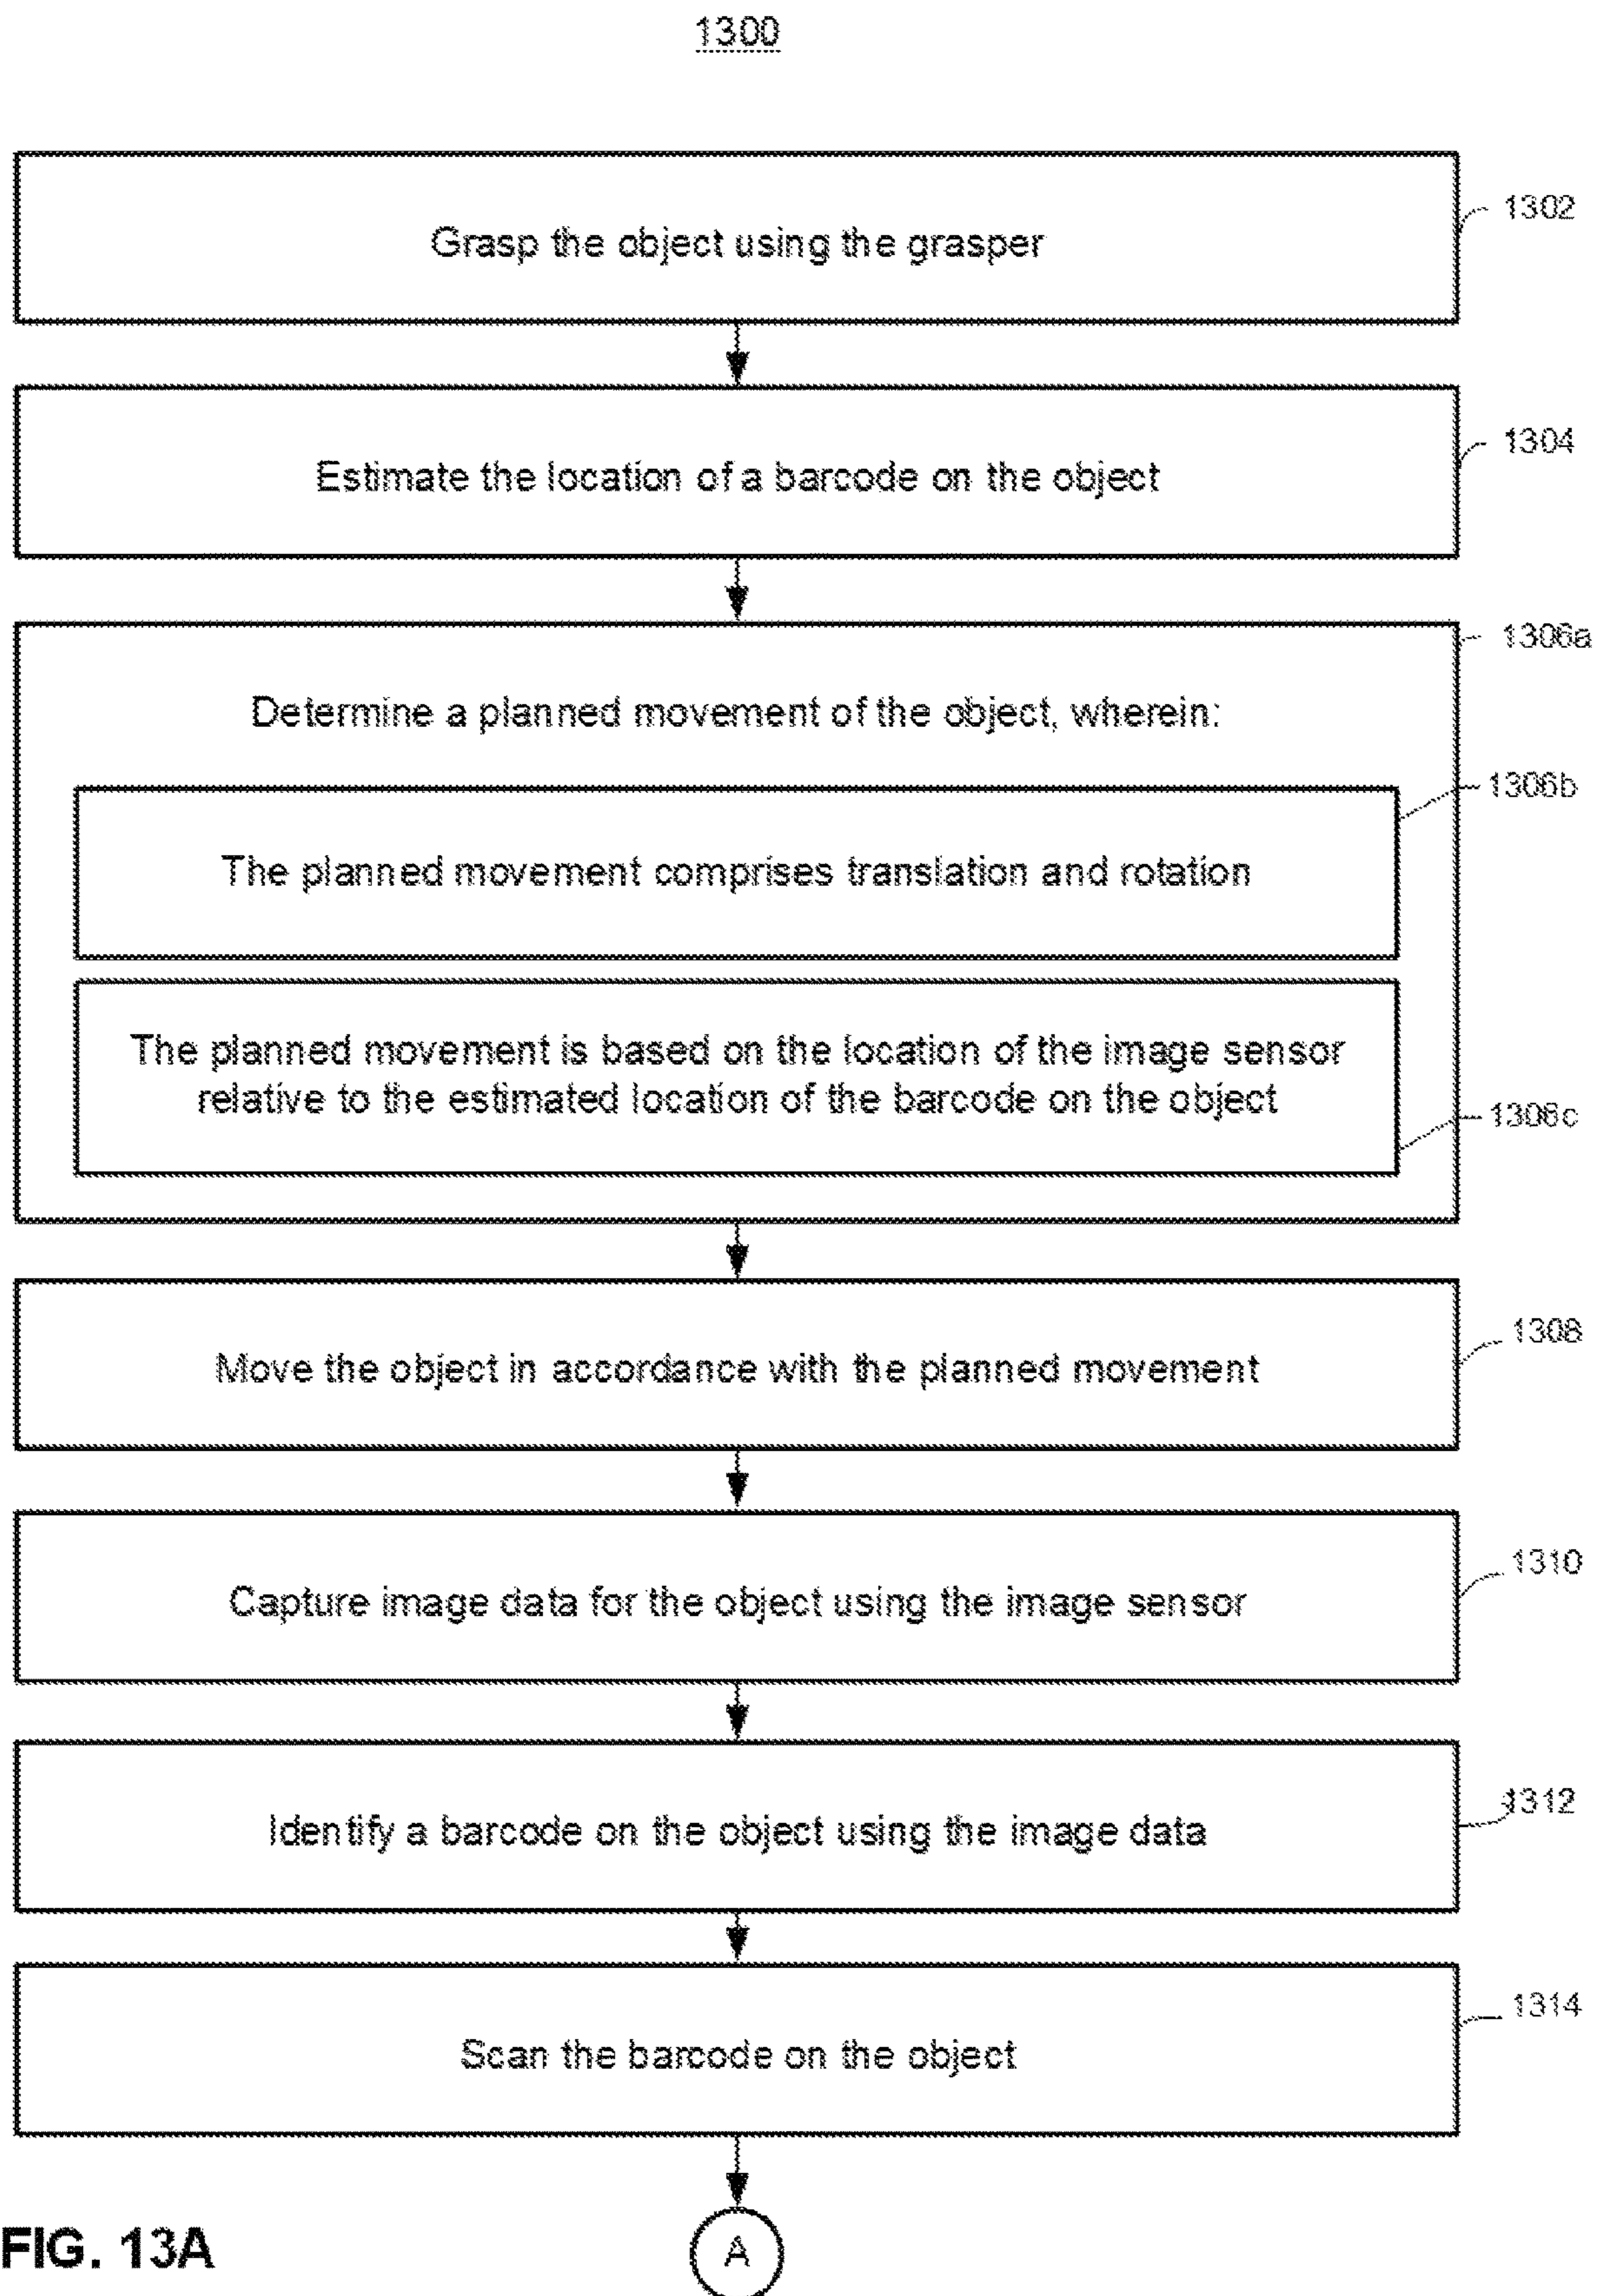 1300
Grasp the object using the grasper
1302
Estimate the location of a barcode on the object
1304
1306a
Determine a planned movement of the object, wherein:
1306b
The planned movement comprises translation and rotation
The planned movement is based on the location of the image sensor
relative to the estimated location of the barcode on the object
1306c
Move the object in accordance with the planned movement
1308
Capture image data for the object using the image sensor
1310
Identify a barcode on the object using the image data
1312
Scan the barcode on the object
1314
FIG. 13A
A